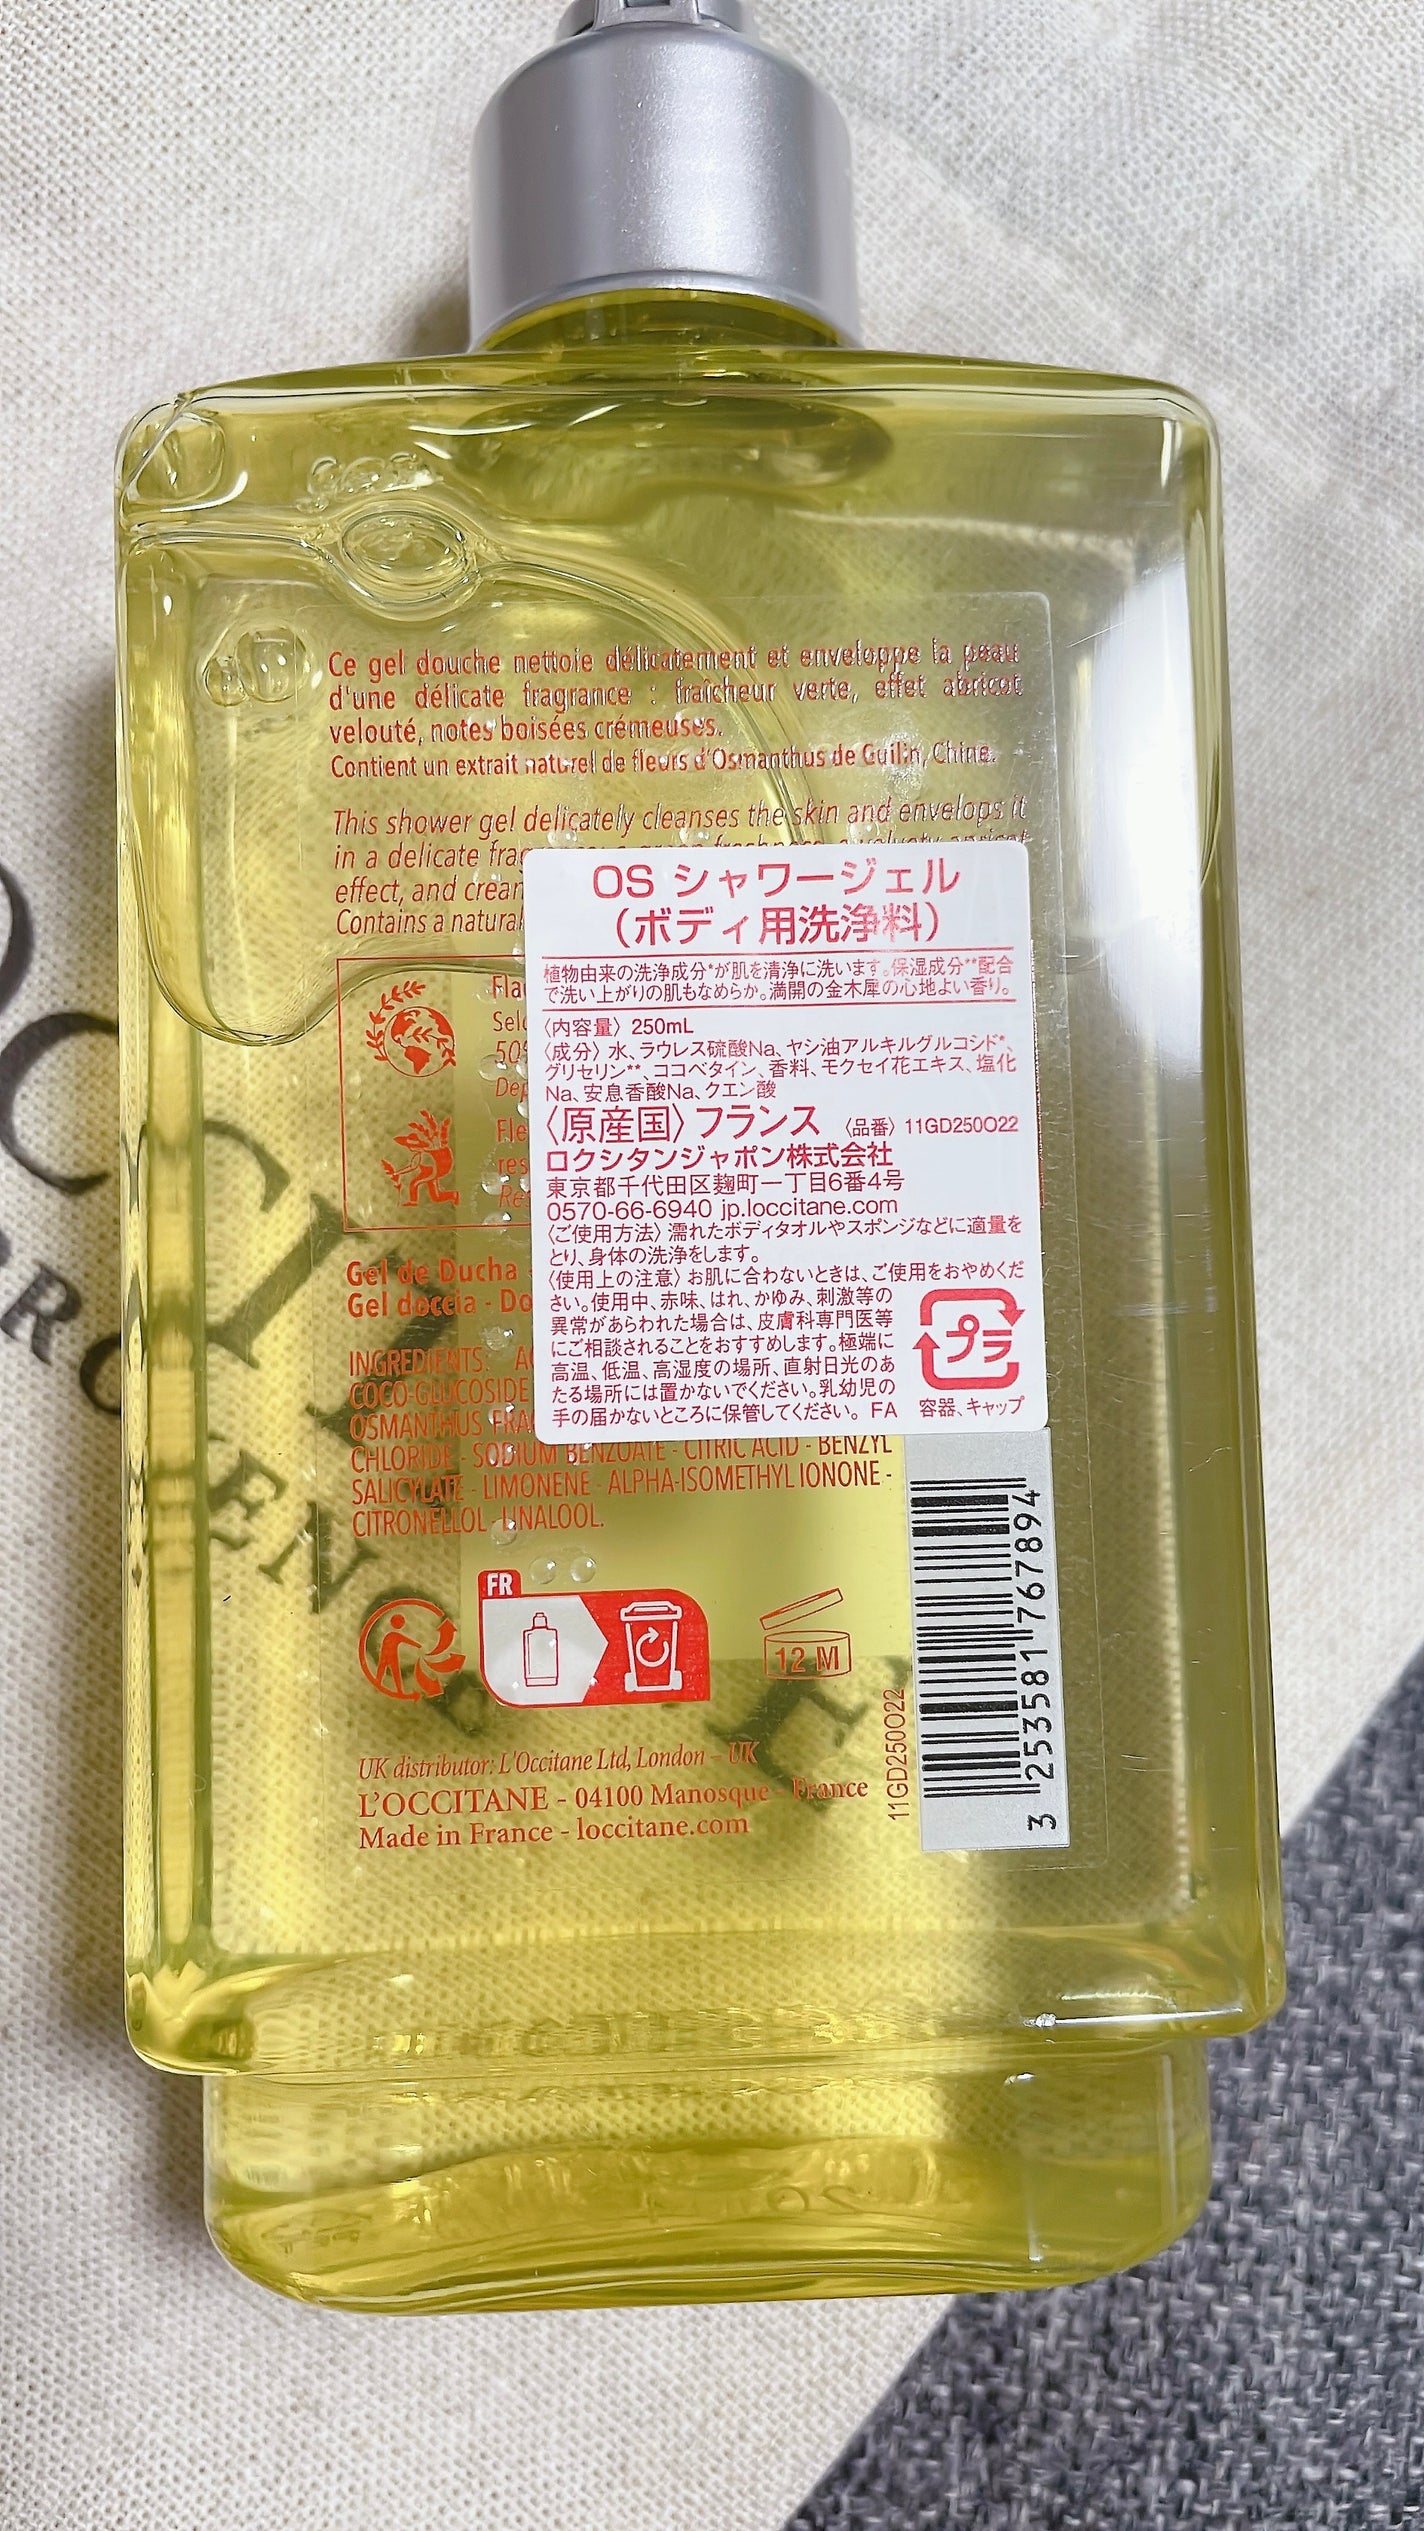 Ce gel douche nettoie délicatement et enveloppe la peau
d'une délicate fragrance : fraîcheur verte, effet abricot
velouté, notes boisées crémeuses.
Contient un extrait naturel de fleurs d'Osmanthus de Guilin, Chine.
This shower gel delicately cleanses the skin and envelops it
in a delicate
effect, and
Contains a natural
OS シャワージェル
（ボディ用洗浄料）
植物由来の洗浄成分*が肌を清浄に洗います。保湿成分**配合
で洗い上がりの肌もなめらか。満開の金木犀の心地よい香り。
〈内容量〉 250mL
〈成分〉 水、ラウレス硫酸Na、ヤシ油アルキルグルコシド*、
グリセリン**、ココベタイン、香料、モクセイ花エキス、塩化
Na、安息香酸Na、クエン酸
〈原産国〉フランス 〈品番〉 11GD250O22
ロクシタンジャポン株式会社
東京都千代田区麹町一丁目6番4号
0570-66-6940 jp.loccitane.com
〈ご使用方法〉 濡れたボディタオルやスポンジなどに適量を
とり、身体の洗浄をします。
〈使用上の注意〉 お肌に合わないときは、ご使用をおやめくだ
さい。使用中、赤味、はれ、かゆみ、刺激等の
異常があらわれた場合は、皮膚科専門医等
にご相談されることをおすすめします。極端に
高温、低温、高湿度の場所、直射日光のあ
たる場所には置かないでください。乳幼児の
手の届かないところに保管してください。 FA
プラ
容器、キャップ
Gel de Ducha
Gel doccia - Do
INGREDIENTS:
COCO-GLUCOSIDE
OSMANTHUS FRA
CHLORIDE - SODIUM BENZOATE - CITRIC ACID - BENZYL
SALICYLATE - LIMONENE - ALPHA-ISOMETHYL IONONE -
CITRONELLOL - LINALOOL.
FR
12 M
11GD250O22
3 253581 767894
UK distributor: L'Occitane Ltd, London - UK
L'OCCITANE - 04100 Manosque - France
Made in France - loccitane.com